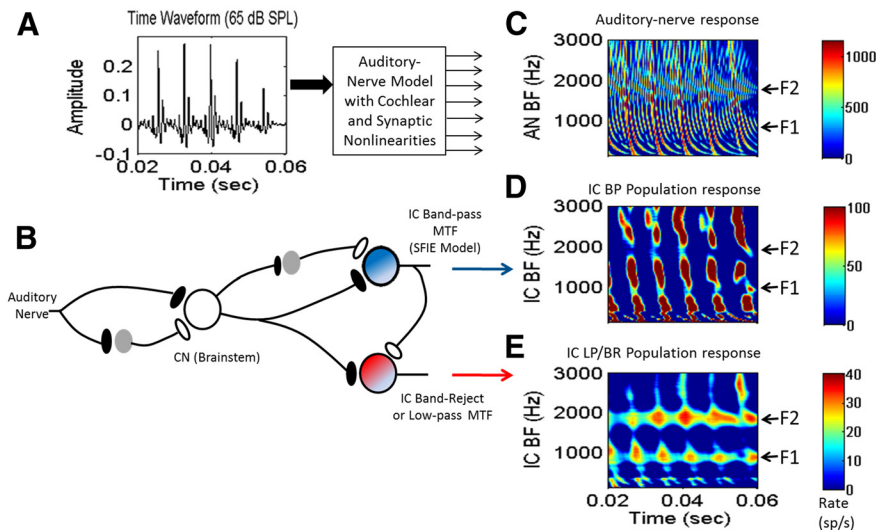 A
Time Waveform (65 dB SPL)
Amplitude
0.2
0.1
0
-0.1
0.02
0.04
0.06
Time (sec)
Auditory-
Nerve Model
with Cochlear
and Synaptic
Nonlinearities
B
Auditory
Nerve
CN (Brainstem)
IC Band-pass
MTF
(SFIE Model)
IC Band-Reject
or Low-pass MTF
C
Auditory-nerve response
AN BF (Hz)
3000
2000
1000
F2
F1
1000
500
0
D
IC BP Population response
IC BF (Hz)
3000
2000
1000
F2
F1
100
50
0
E
IC LP/BR Population response
IC BF (Hz)
3000
2000
1000
0.02
0.04
0.06
Time (sec)
F2
F1
40
30
20
10
0
Rate
(sp/s)